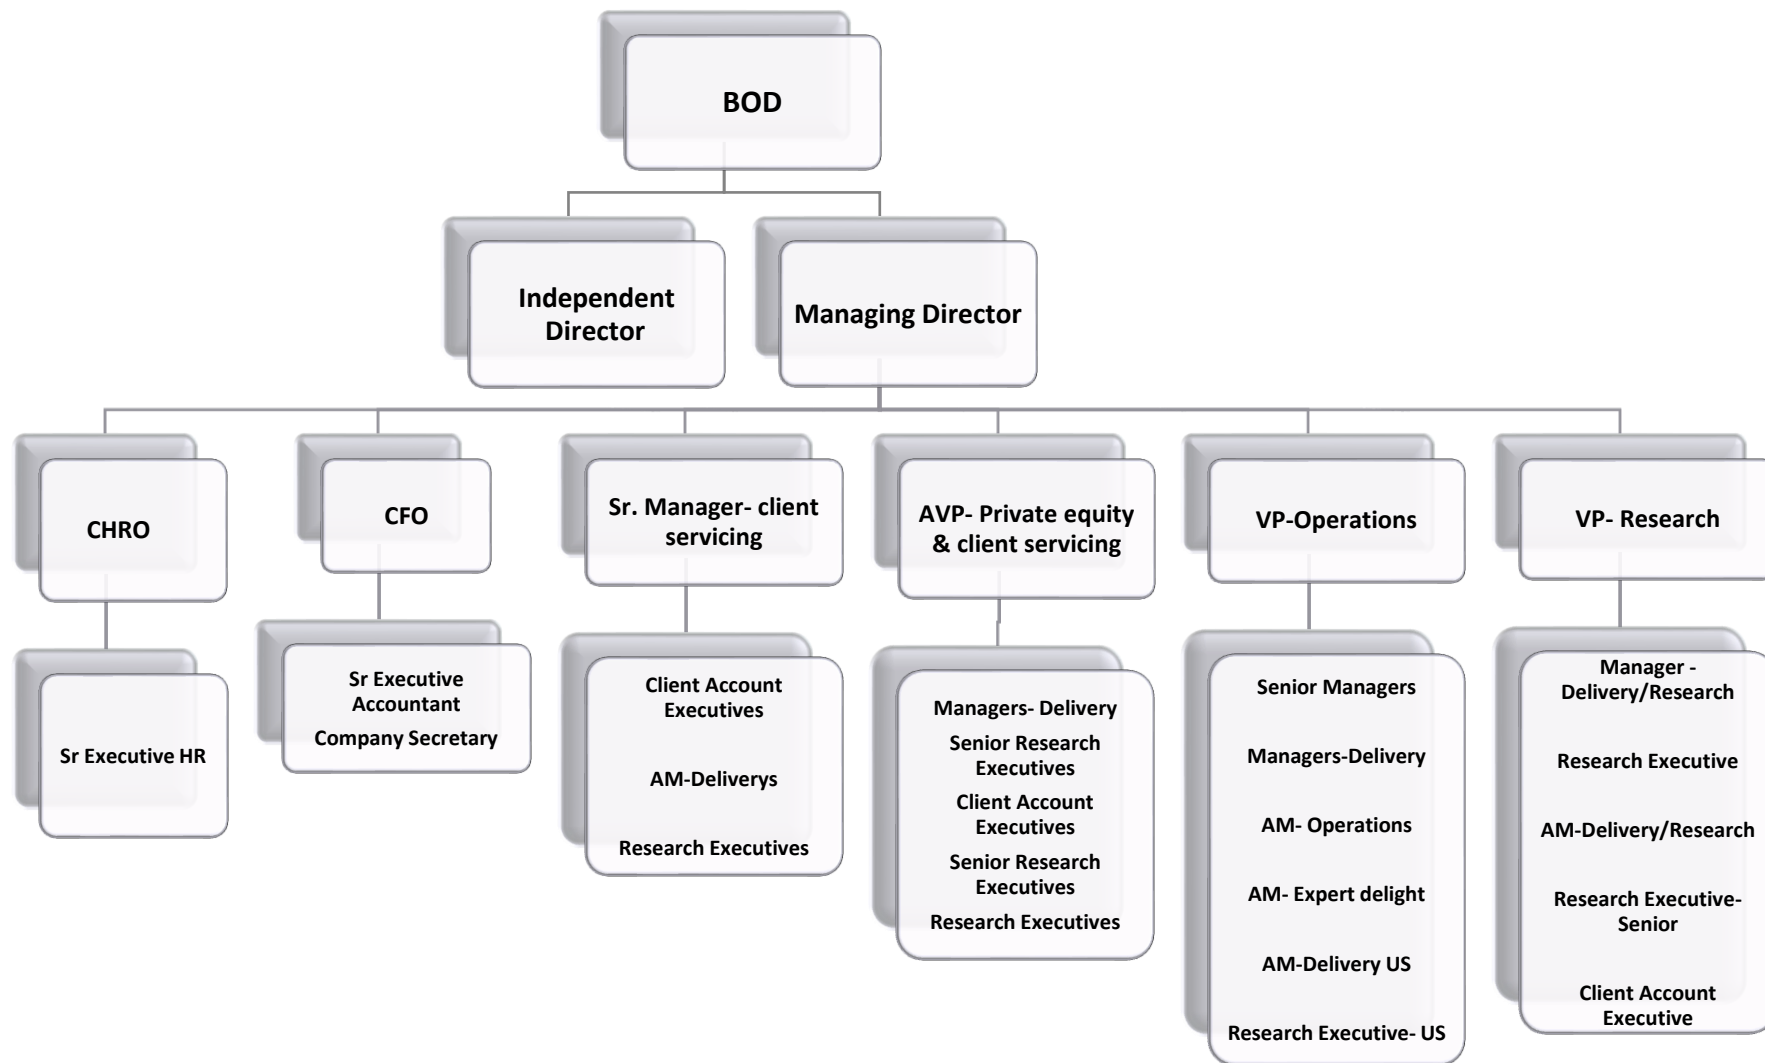 BOD
Independent
Director
Managing Director
CHRO
CFO
Sr. Manager- client
servicing
AVP- Private equity
& client servicing
VP-Operations
VP- Research
Sr Executive HR
Sr Executive
Accountant
Company Secretary
Client Account
Executives
AM-Deliverys
Research Executives
Managers- Delivery
Senior Research
Executives
Client Account
Executives
Senior Research
Executives
Research Executives
Senior Managers
Managers-Delivery
AM- Operations
AM- Expert delight
AM-Delivery US
Research Executive- US
Manager -
Delivery/Research
Research Executive
AM-Delivery/Research
Research Executive-
Senior
Client Account
Executive